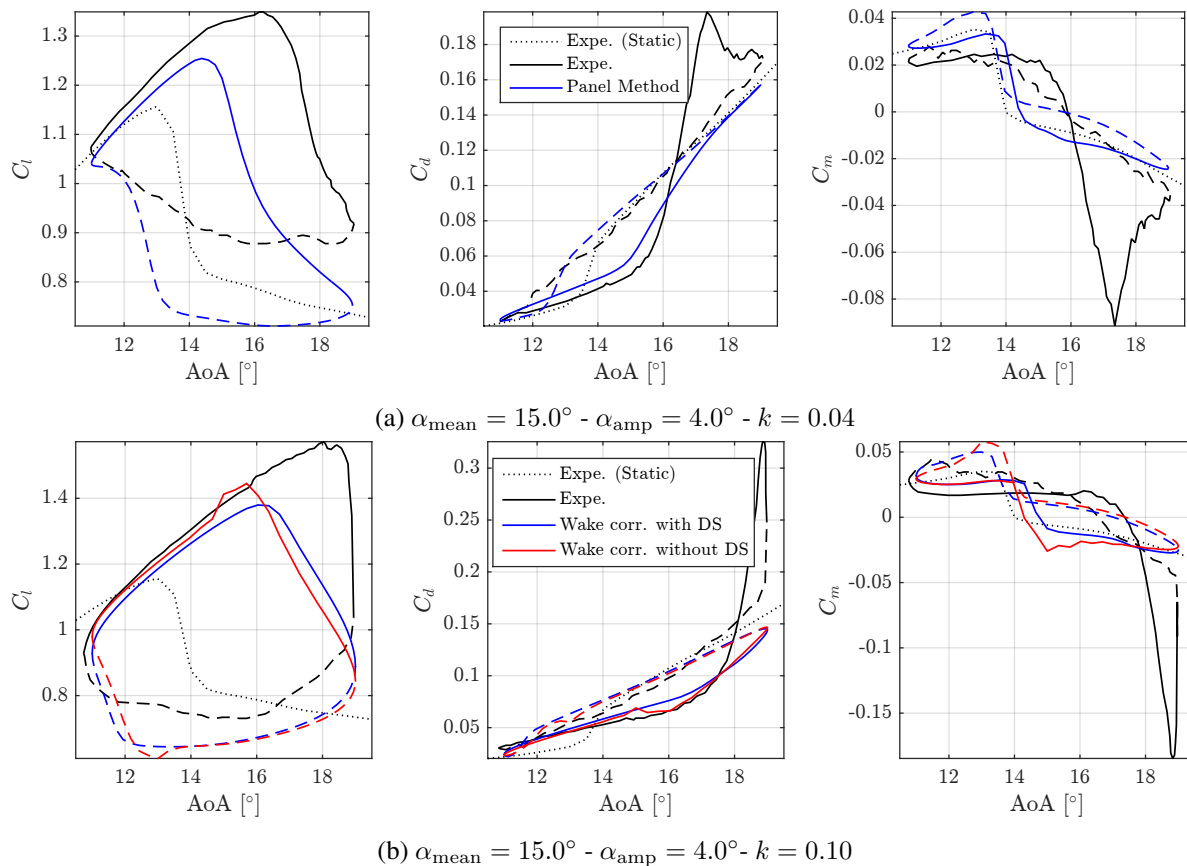 1.3
1.2
1.1
1
0.9
0.8
C_l
12 14 16 18
AoA [°]
0.18
0.16
0.14
0.12
0.1
0.08
0.06
0.04
C_d
Expe. (Static)
Expe.
Panel Method
12 14 16 18
AoA [°]
0.04
0.02
0
-0.02
-0.04
-0.06
-0.08
C_m
12 14 16 18
AoA [°]
(a) α_mean = 15.0° - α_amp = 4.0° - k = 0.04
1.4
1.2
1
0.8
C_l
12 14 16 18
AoA [°]
0.3
0.25
0.2
0.15
0.1
0.05
C_d
Expe. (Static)
Expe.
Wake corr. with DS
Wake corr. without DS
12 14 16 18
AoA [°]
0.05
0
-0.05
-0.1
-0.15
C_m
12 14 16 18
AoA [°]
(b) α_mean = 15.0° - α_amp = 4.0°- k = 0.10